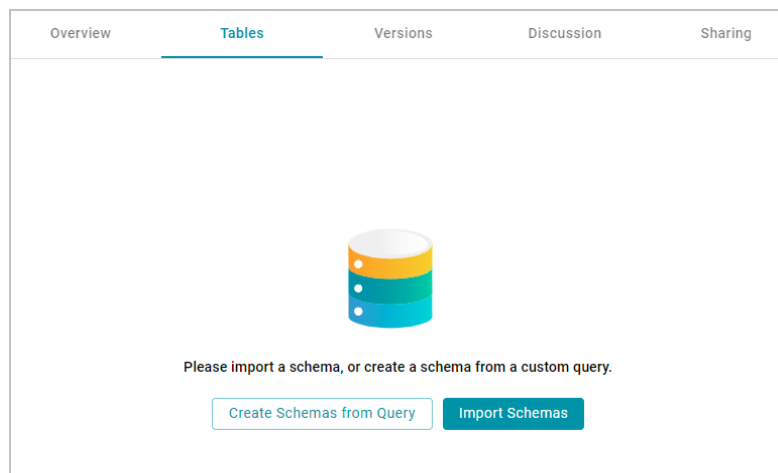 Overview Tables Versions Discussion Sharing
Please import a schema, or create a schema from a custom query.
Create Schemas from Query Import Schemas